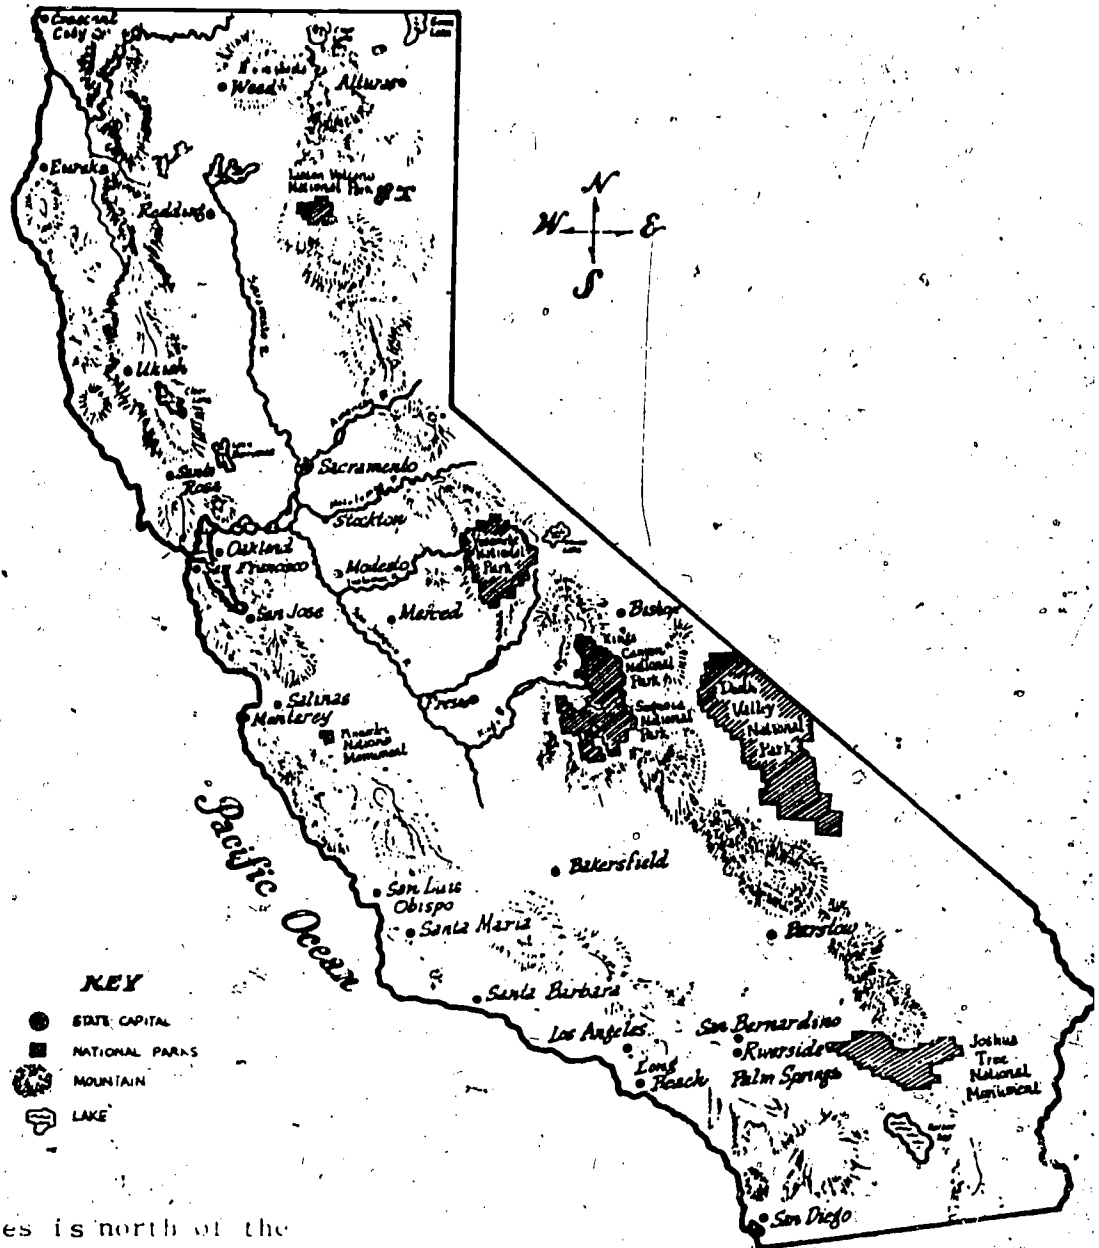 Crescent
City
Weed
Alturas
Eureka
Lassen Volcanic
National Park
Redding
N
W E
S
Sacramento R.
Ukiah
American R.
Sacramento
Santa
Rosa
Stockton
Oakland
San Francisco
Modesto
Yosemite
National
Park
San Jose
Merced
Bishop
Kings
Canyon
National
Park
Salinas
Monterey
Fresno
Sequoia
National
Park
Death
Valley
National
Park
National
Monument
Pacific Ocean
Bakersfield
San Luis
Obispo
Santa Maria
Barstow
Santa Barbara
Los Angeles
San Bernardino
Riverside
Long
Beach
Palm Springs
Joshua
Tree
National
Monument
San Diego
KEY
STATE CAPITAL
NATIONAL PARKS
MOUNTAIN
LAKE
es is north of the